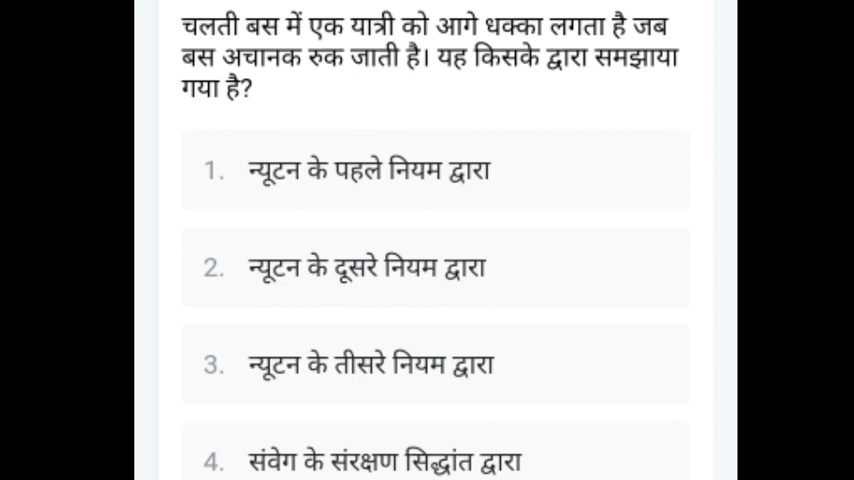 चलती बस में एक यात्री को आगे धक्का लगता है जब
बस अचानक रुक जाती है। यह किसके द्वारा समझाया
गया है?
1. न्यूटन के पहले नियम द्वारा
2. न्यूटन के दूसरे नियम द्वारा
3. न्यूटन के तीसरे नियम द्वारा
4. संवेग के संरक्षण सिद्धांत द्वारा